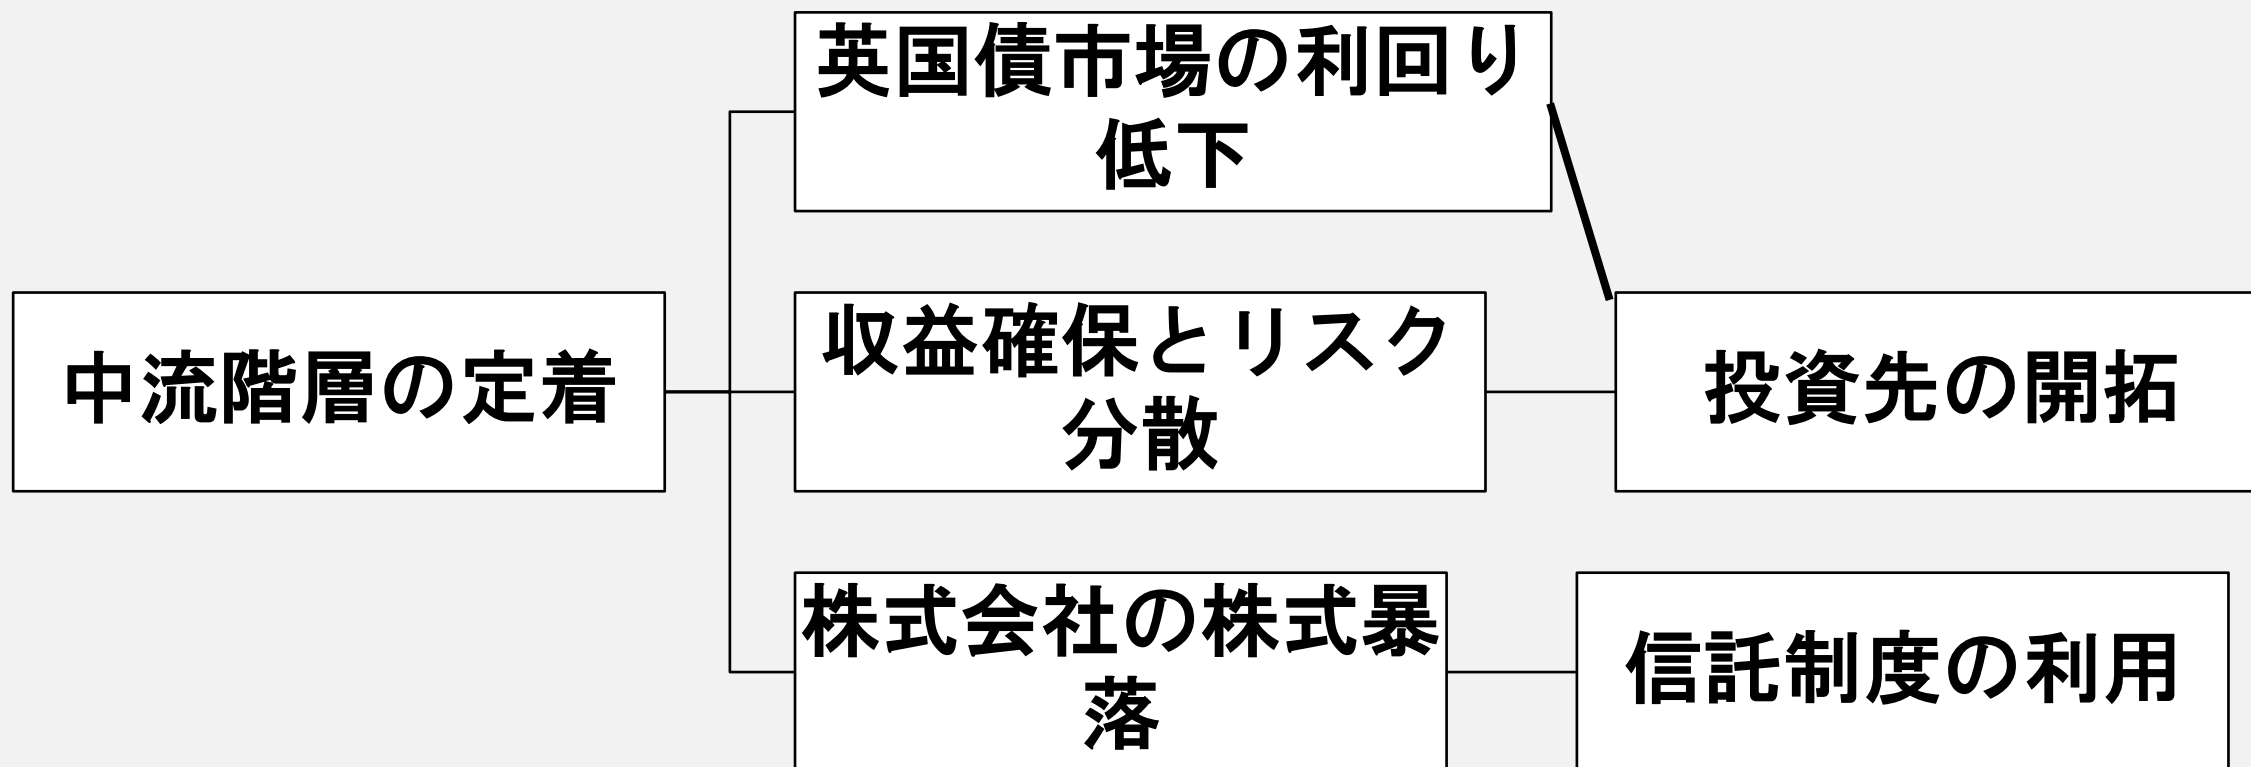 英国債市場の利回り
低下
中流階層の定着
収益確保とリスク
分散
投資先の開拓
株式会社の株式暴
落
信託制度の利用